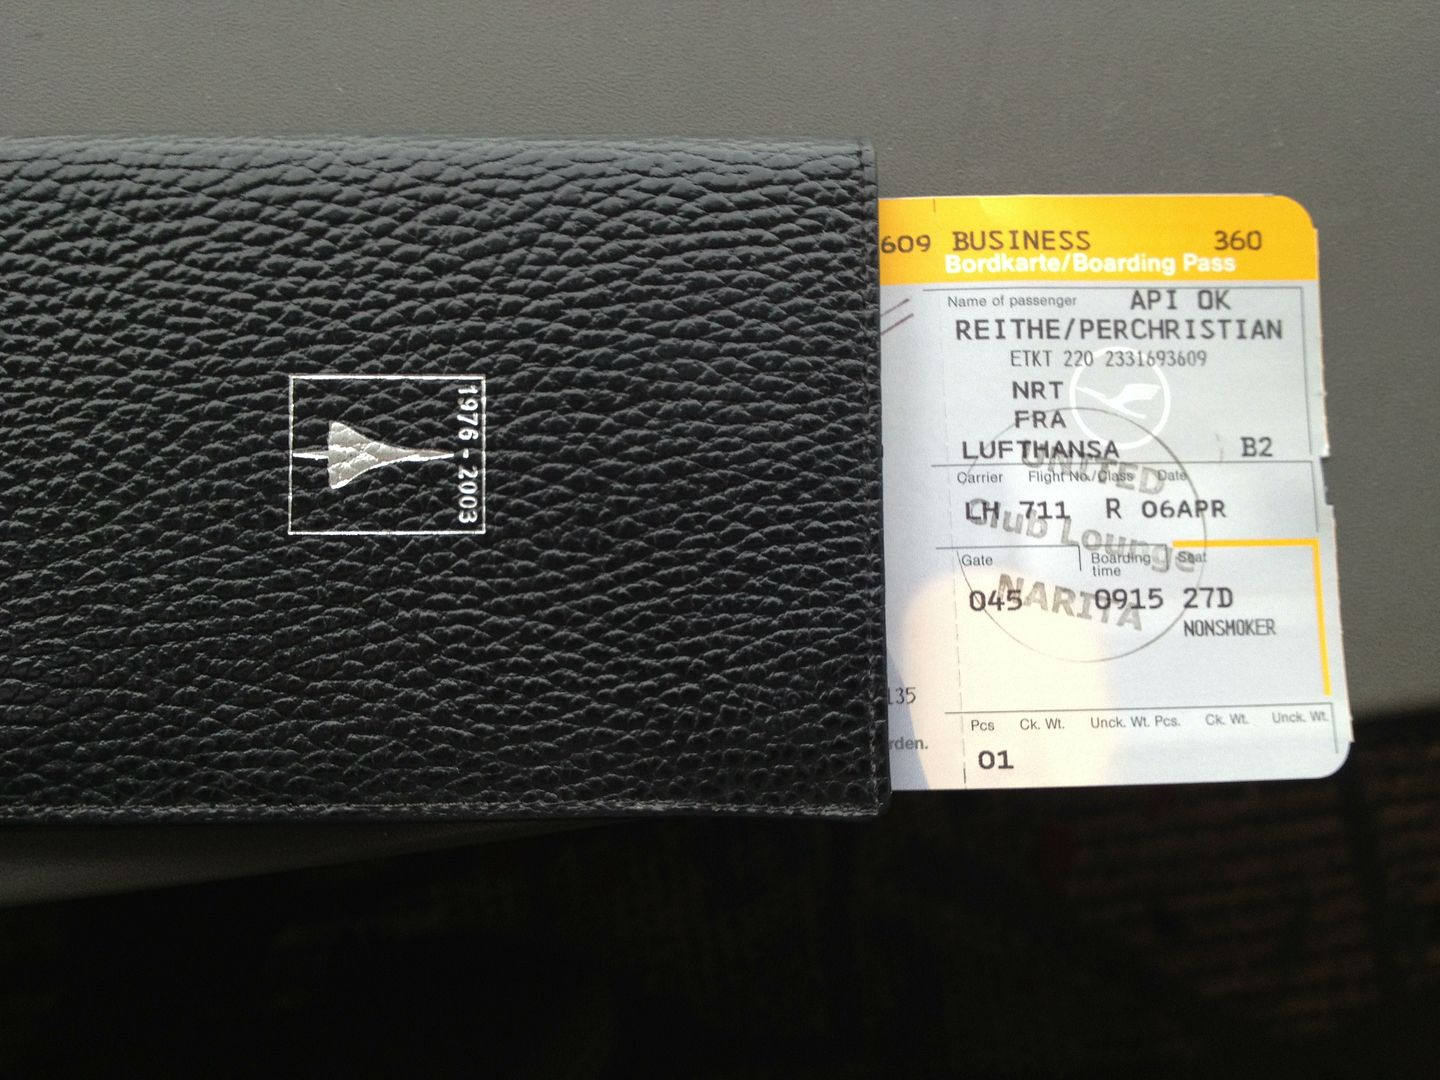 1976 - 2003
609 BUSINESS 360
Bordkarte/Boarding Pass
Name of passenger API OK
REITHE/PERCHRISTIAN
ETKT 220 2331693609
NRT
FRA
LUFTHANSA B2
UNITED
Carrier Flight No./Class Date
LH 711 R 06APR
Club Lounge
Gate Boarding time Seat
045 0915 27D
NARITA
NONSMOKER
135
rden.
Pcs Ck. Wt. Unck. Wt. Pcs. Ck. Wt. Unck. Wt.
01